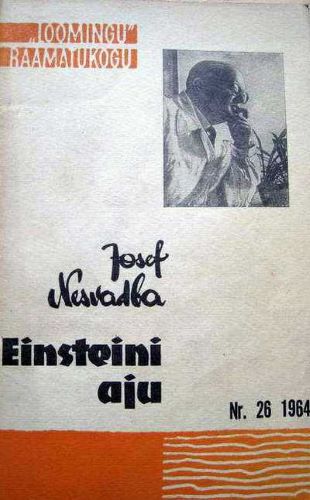 „LOOMINGU"
RAAMATUKOGU
Josef
Nesvadba
Einsteini
aju
Nr. 26 1964